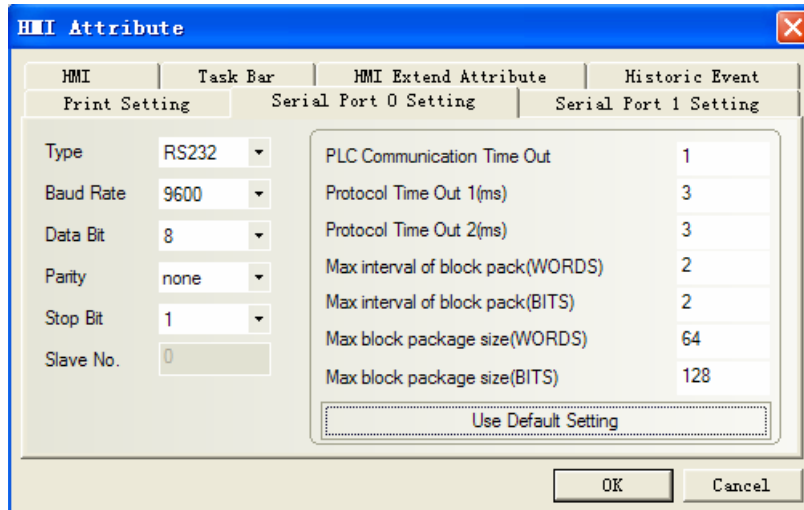 HMI Attribute
HMI
Task Bar
HMI Extend Attribute
Historic Event
Print Setting
Serial Port 0 Setting
Serial Port 1 Setting
Type RS232
Baud Rate 9600
Data Bit 8
Parity none
Stop Bit 1
Slave No. 0
PLC Communication Time Out 1
Protocol Time Out 1(ms) 3
Protocol Time Out 2(ms) 3
Max interval of block pack(WORDS) 2
Max interval of block pack(BITS) 2
Max block package size(WORDS) 64
Max block package size(BITS) 128
Use Default Setting
OK
Cancel